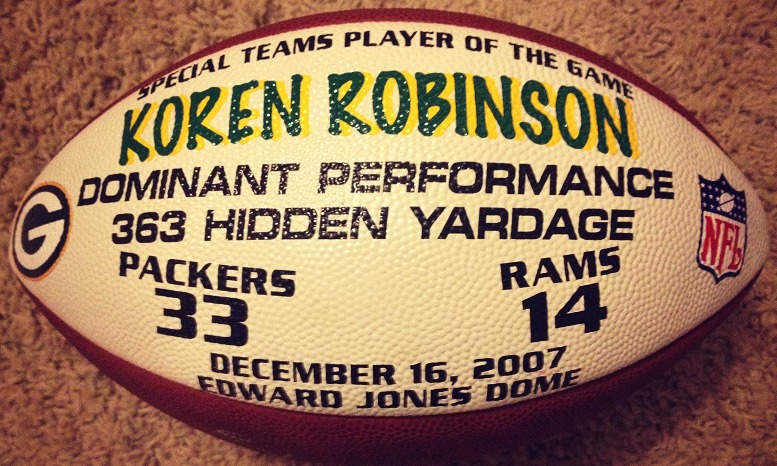 SPECIAL TEAMS PLAYER OF THE GAME
KOREN ROBINSON
DOMINANT PERFORMANCE
363 HIDDEN YARDAGE
G
NFL
PACKERS RAMS
33 14
DECEMBER 16, 2007
EDWARD JONES DOME